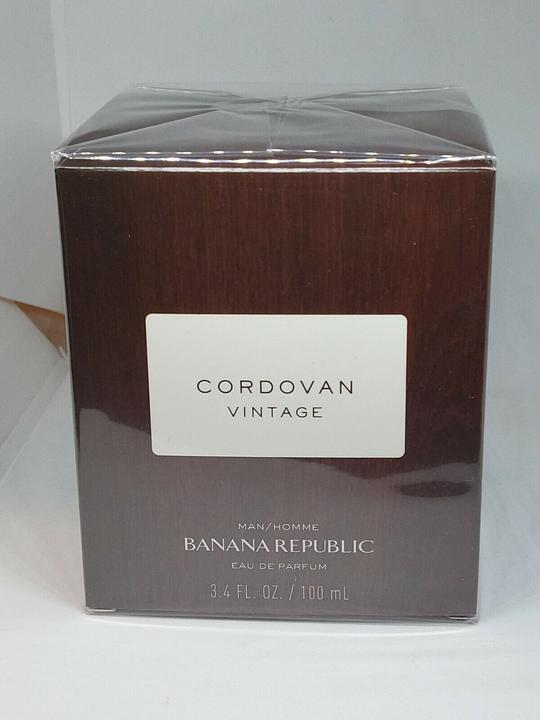 CORDOVAN
VINTAGE
MAN/HOMME
BANANA REPUBLIC
EAU DE PARFUM
3.4 FL. OZ. / 100 mL